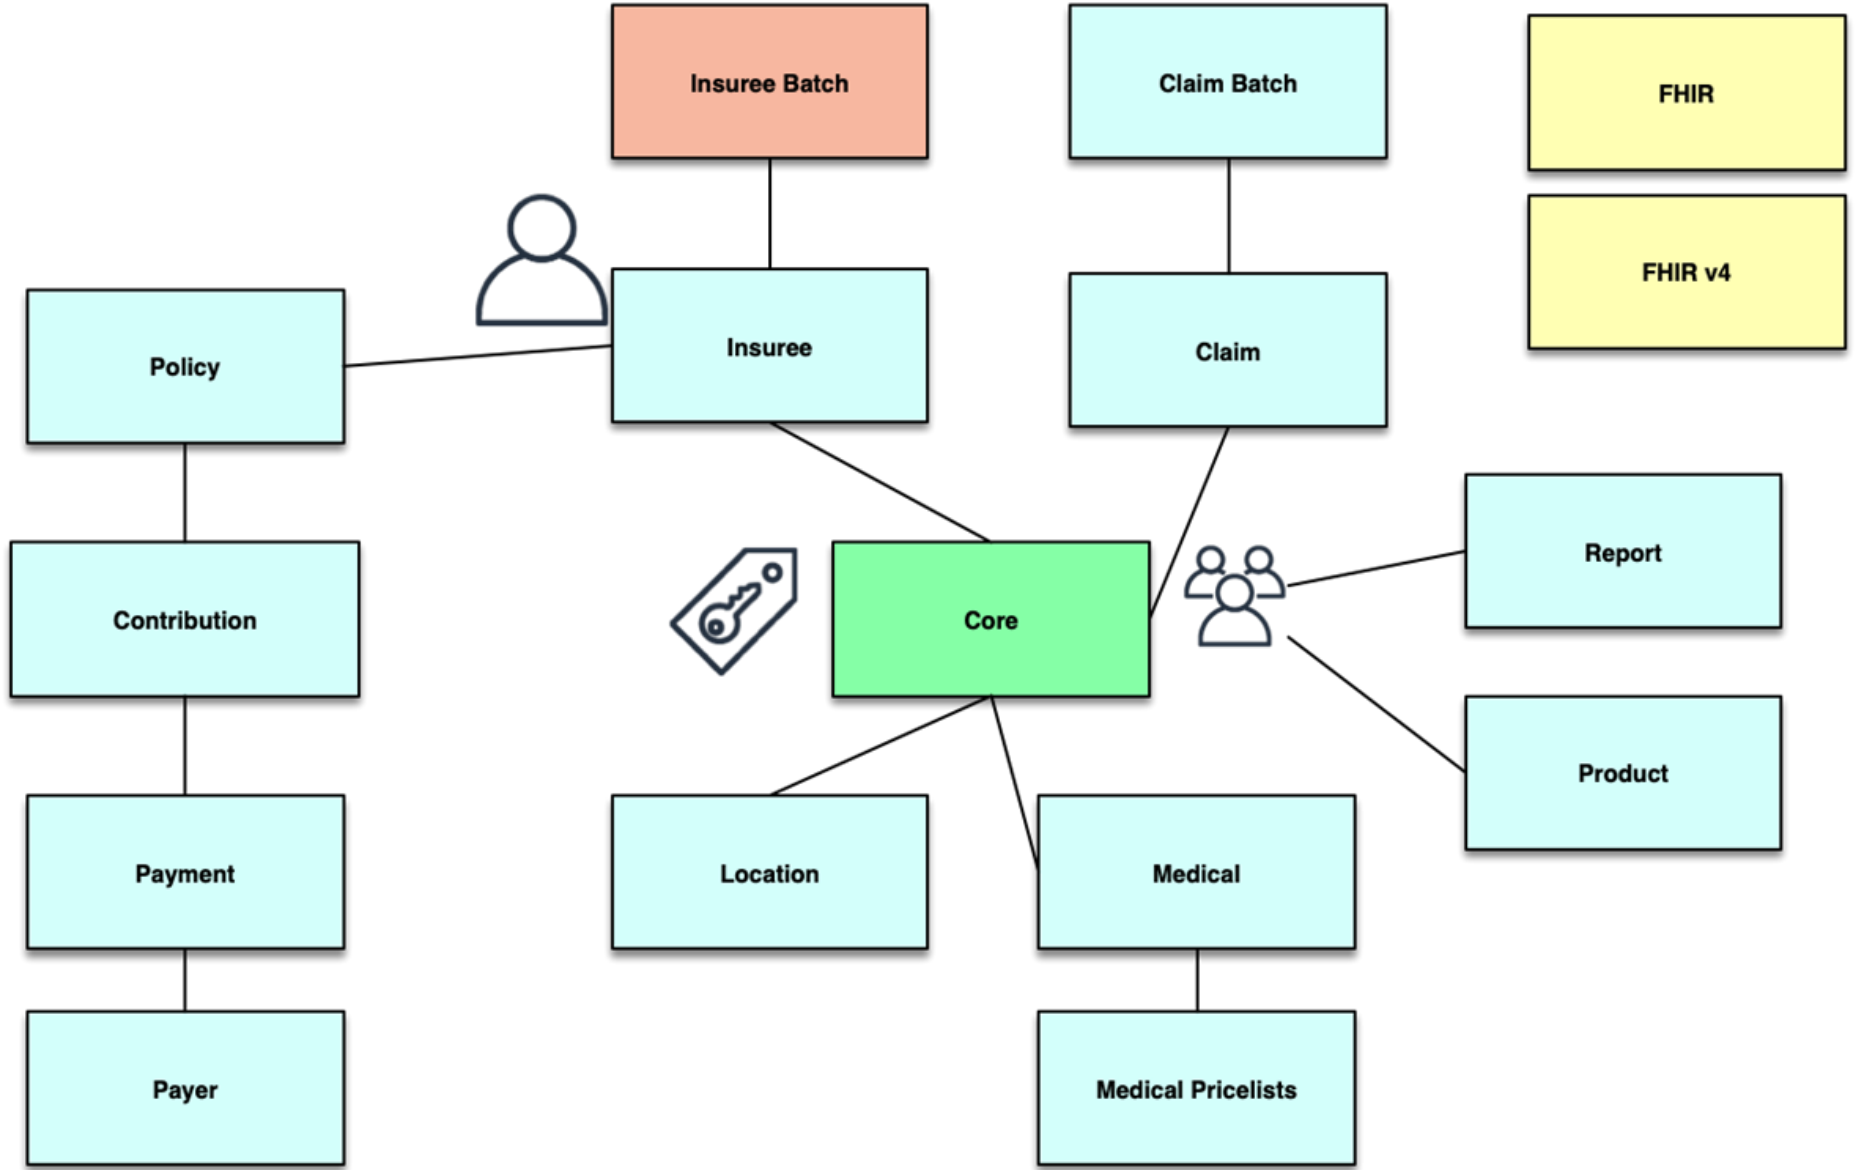 Insuree Batch
Claim Batch
FHIR
FHIR v4
Policy
Insuree
Claim
Report
Contribution
Core
Product
Payment
Location
Medical
Payer
Medical Pricelists